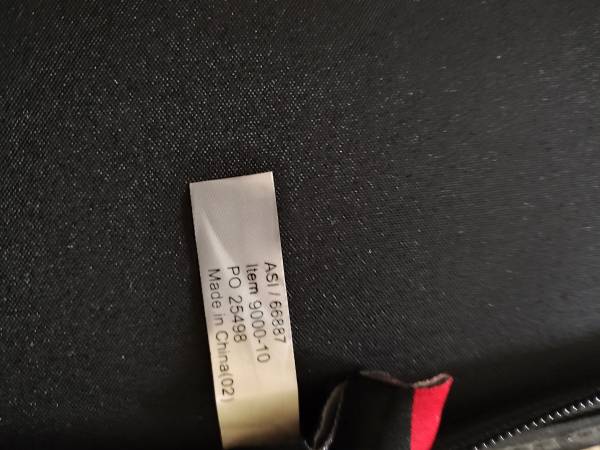 ASI / 66887
Item 9000-10
PO 25498
Made in China(02)